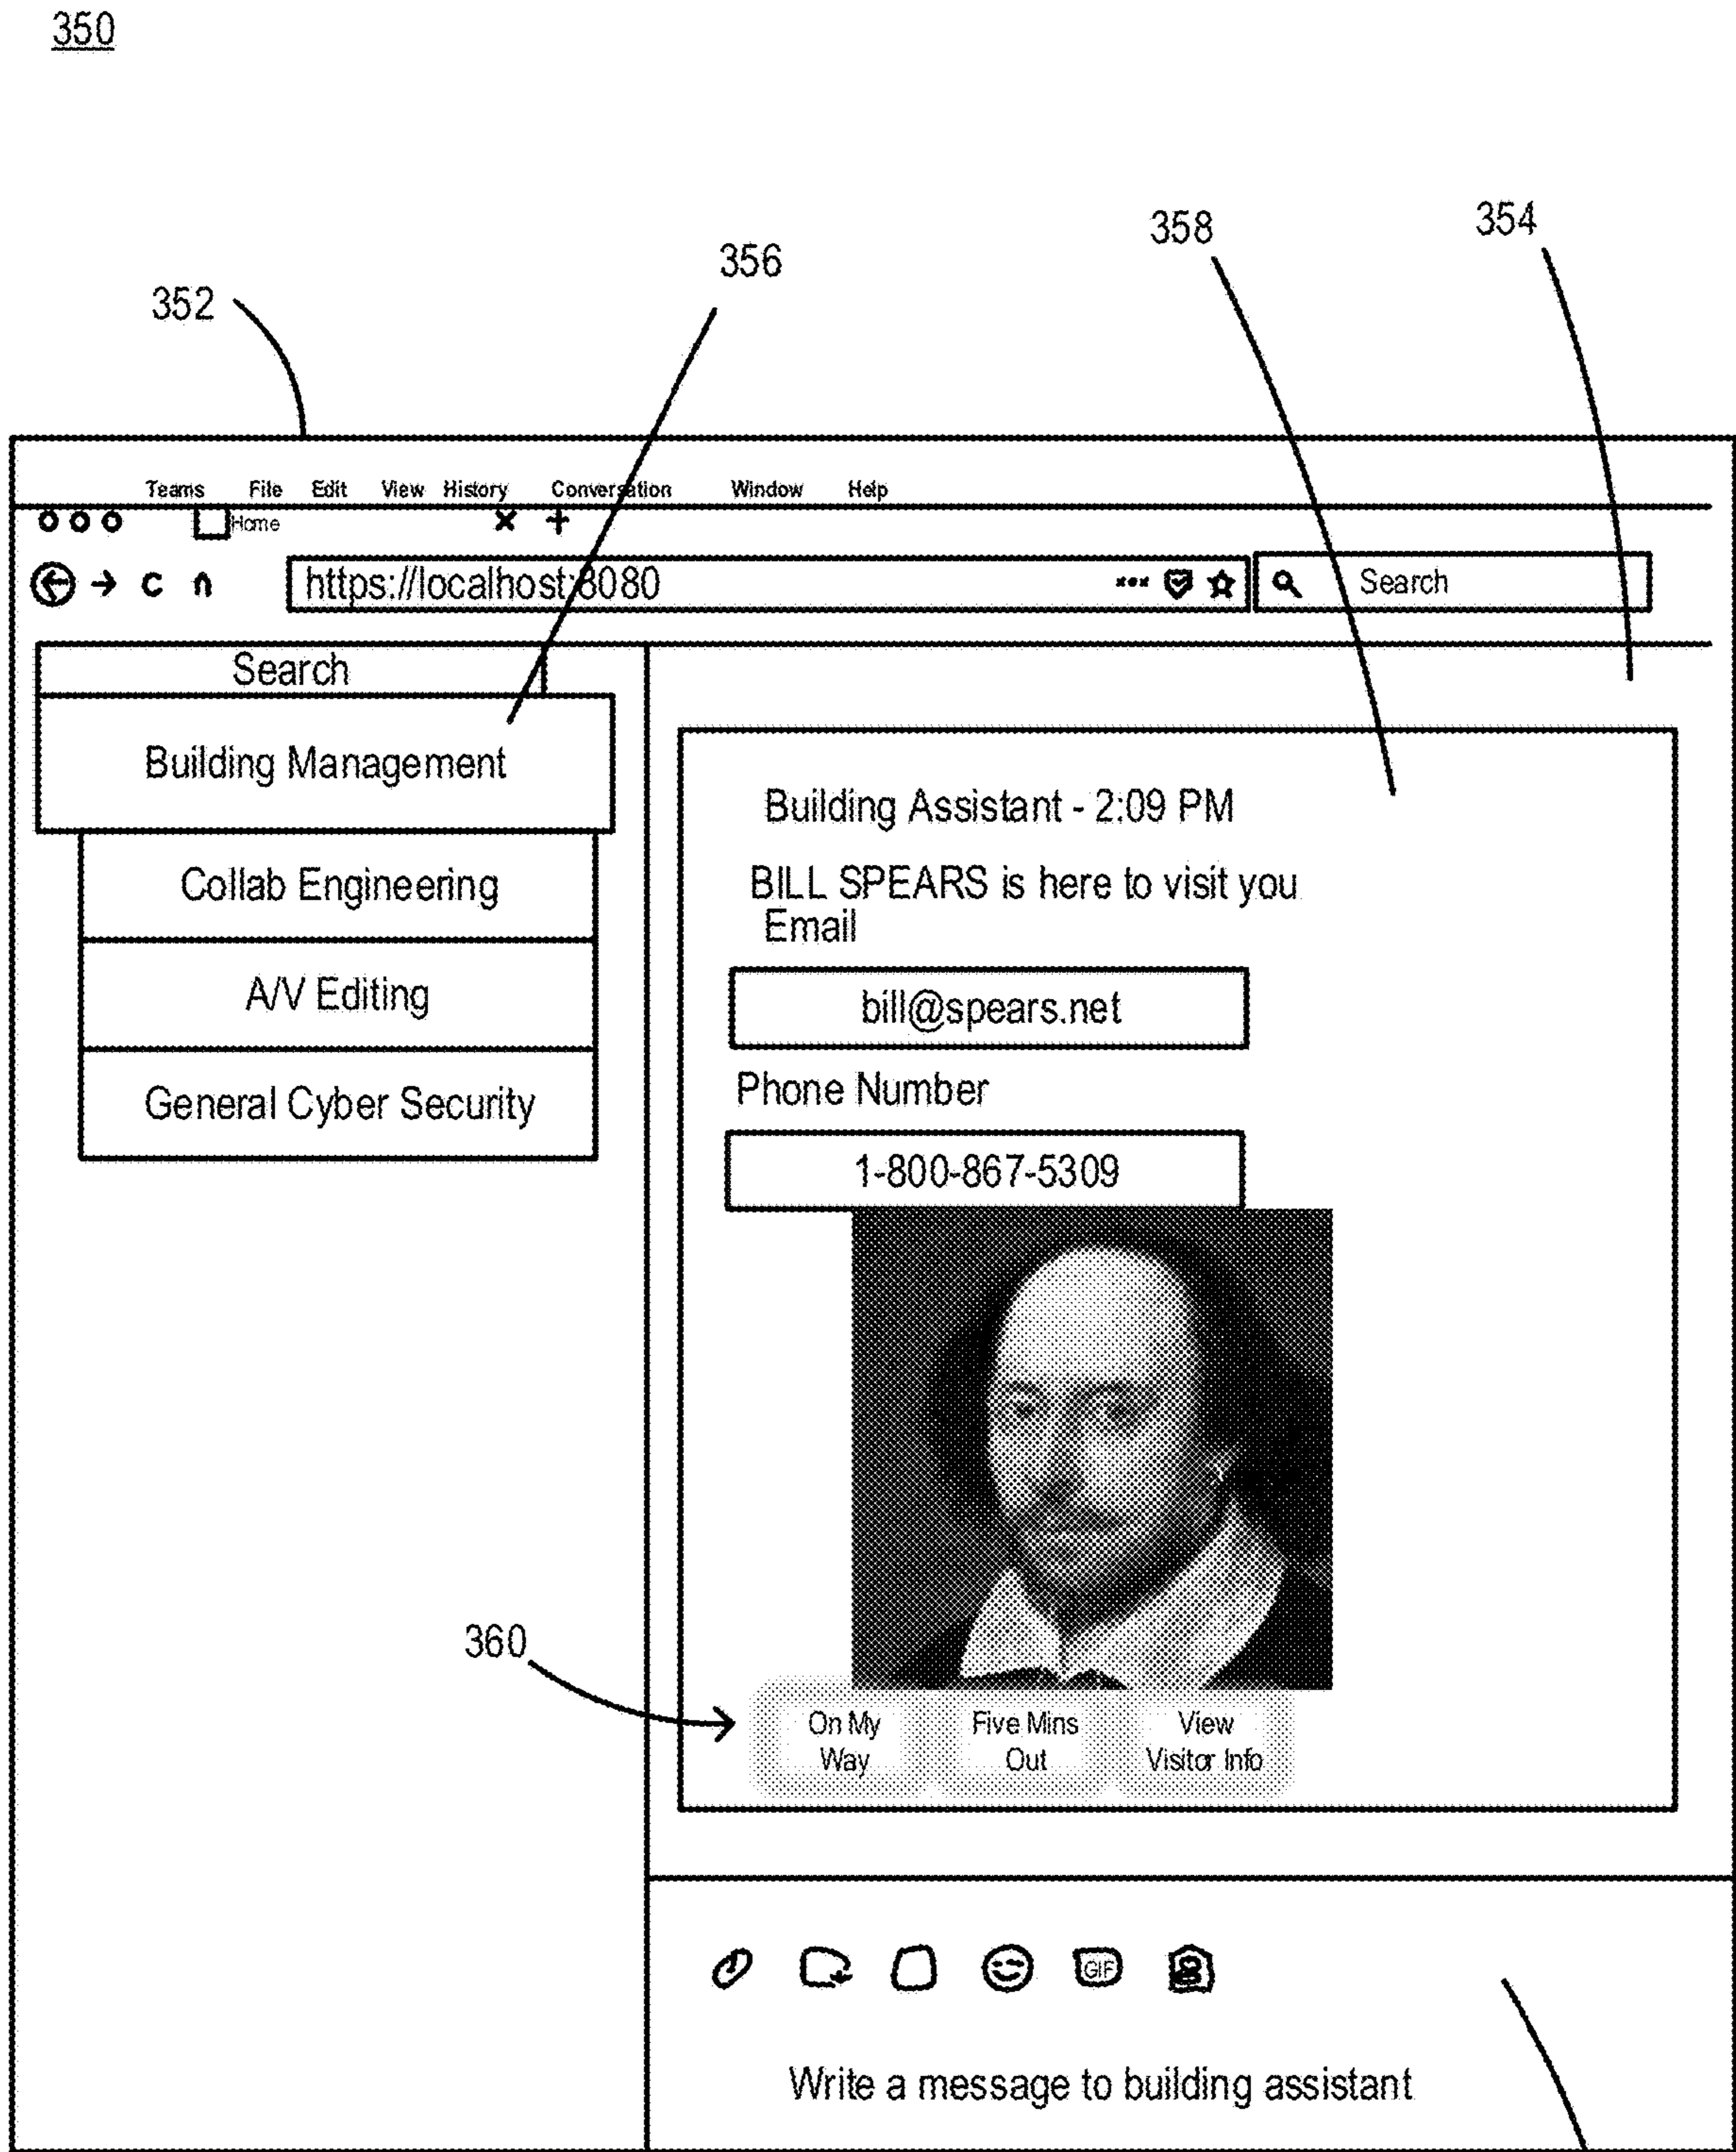 350
352
356
358
354
Teams File Edit View History Conversation Window Help
Home
https://localhost:8080
Search
Search
Building Management
Collab Engineering
A/V Editing
General Cyber Security
Building Assistant - 2:09 PM
BILL SPEARS is here to visit you
Email
bill@spears.net
Phone Number
1-800-867-5309
360
On My
Way
Five Mins
Out
View
Visitor Info
GIF
Write a message to building assistant